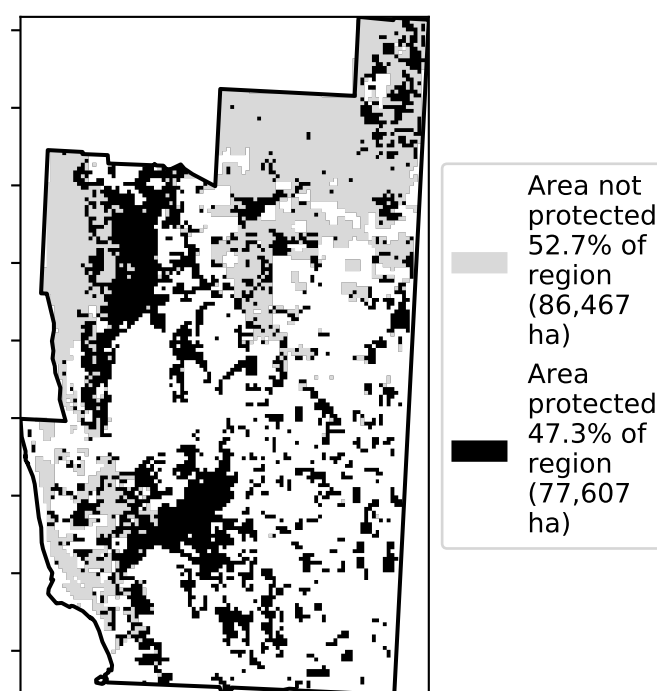 Area not
protected
52.7% of
region
(86,467
ha)
Area
protected
47.3% of
region
(77,607
ha)